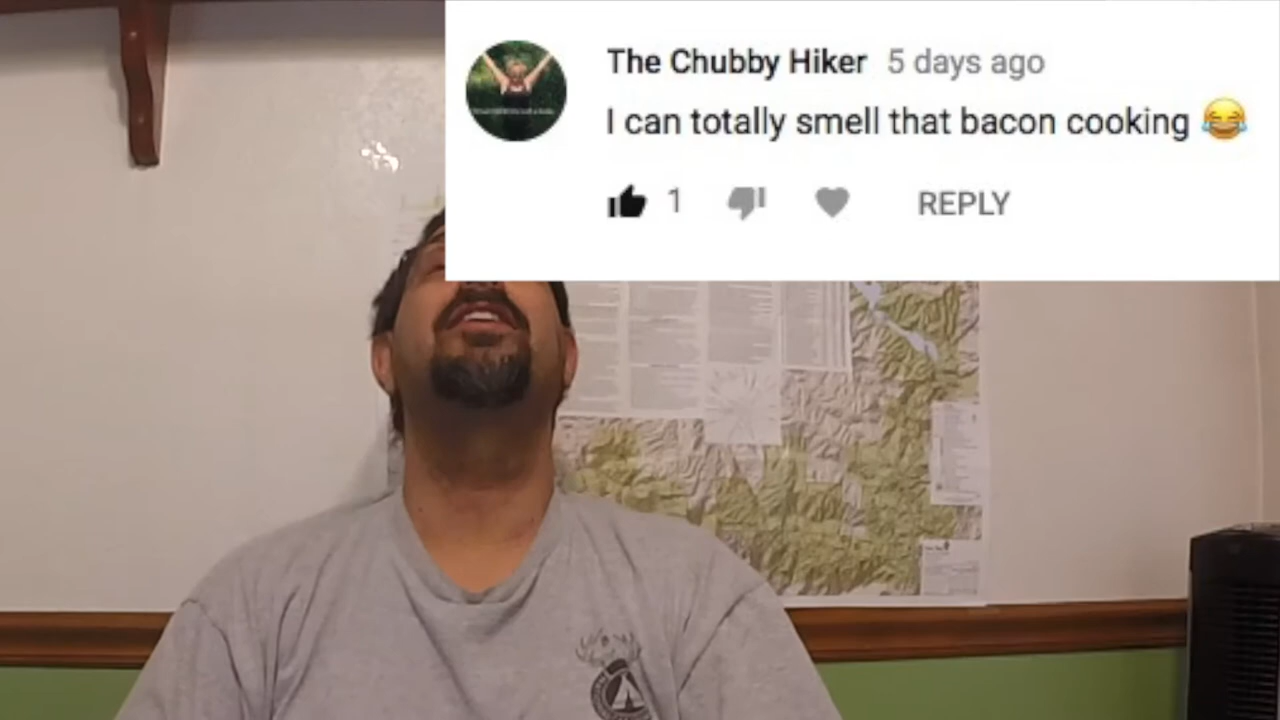 The Chubby Hiker 5 days ago
I can totally smell that bacon cooking 😂
1
REPLY